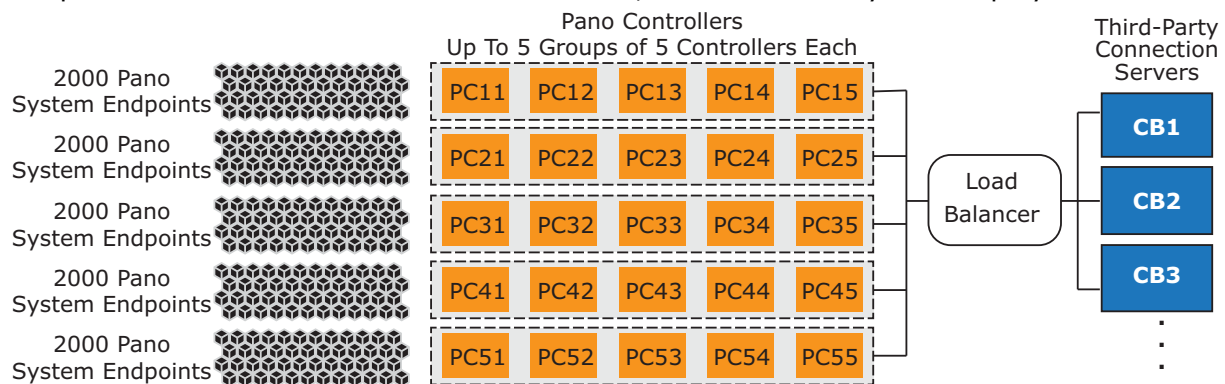 Pano Controllers
Up To 5 Groups of 5 Controllers Each
Third-Party
Connection
Servers
2000 Pano
System Endpoints
PC11 PC12 PC13 PC14 PC15
2000 Pano
System Endpoints
PC21 PC22 PC23 PC24 PC25
2000 Pano
System Endpoints
PC31 PC32 PC33 PC34 PC35
2000 Pano
System Endpoints
PC41 PC42 PC43 PC44 PC45
2000 Pano
System Endpoints
PC51 PC52 PC53 PC54 PC55
Load
Balancer
CB1
CB2
CB3